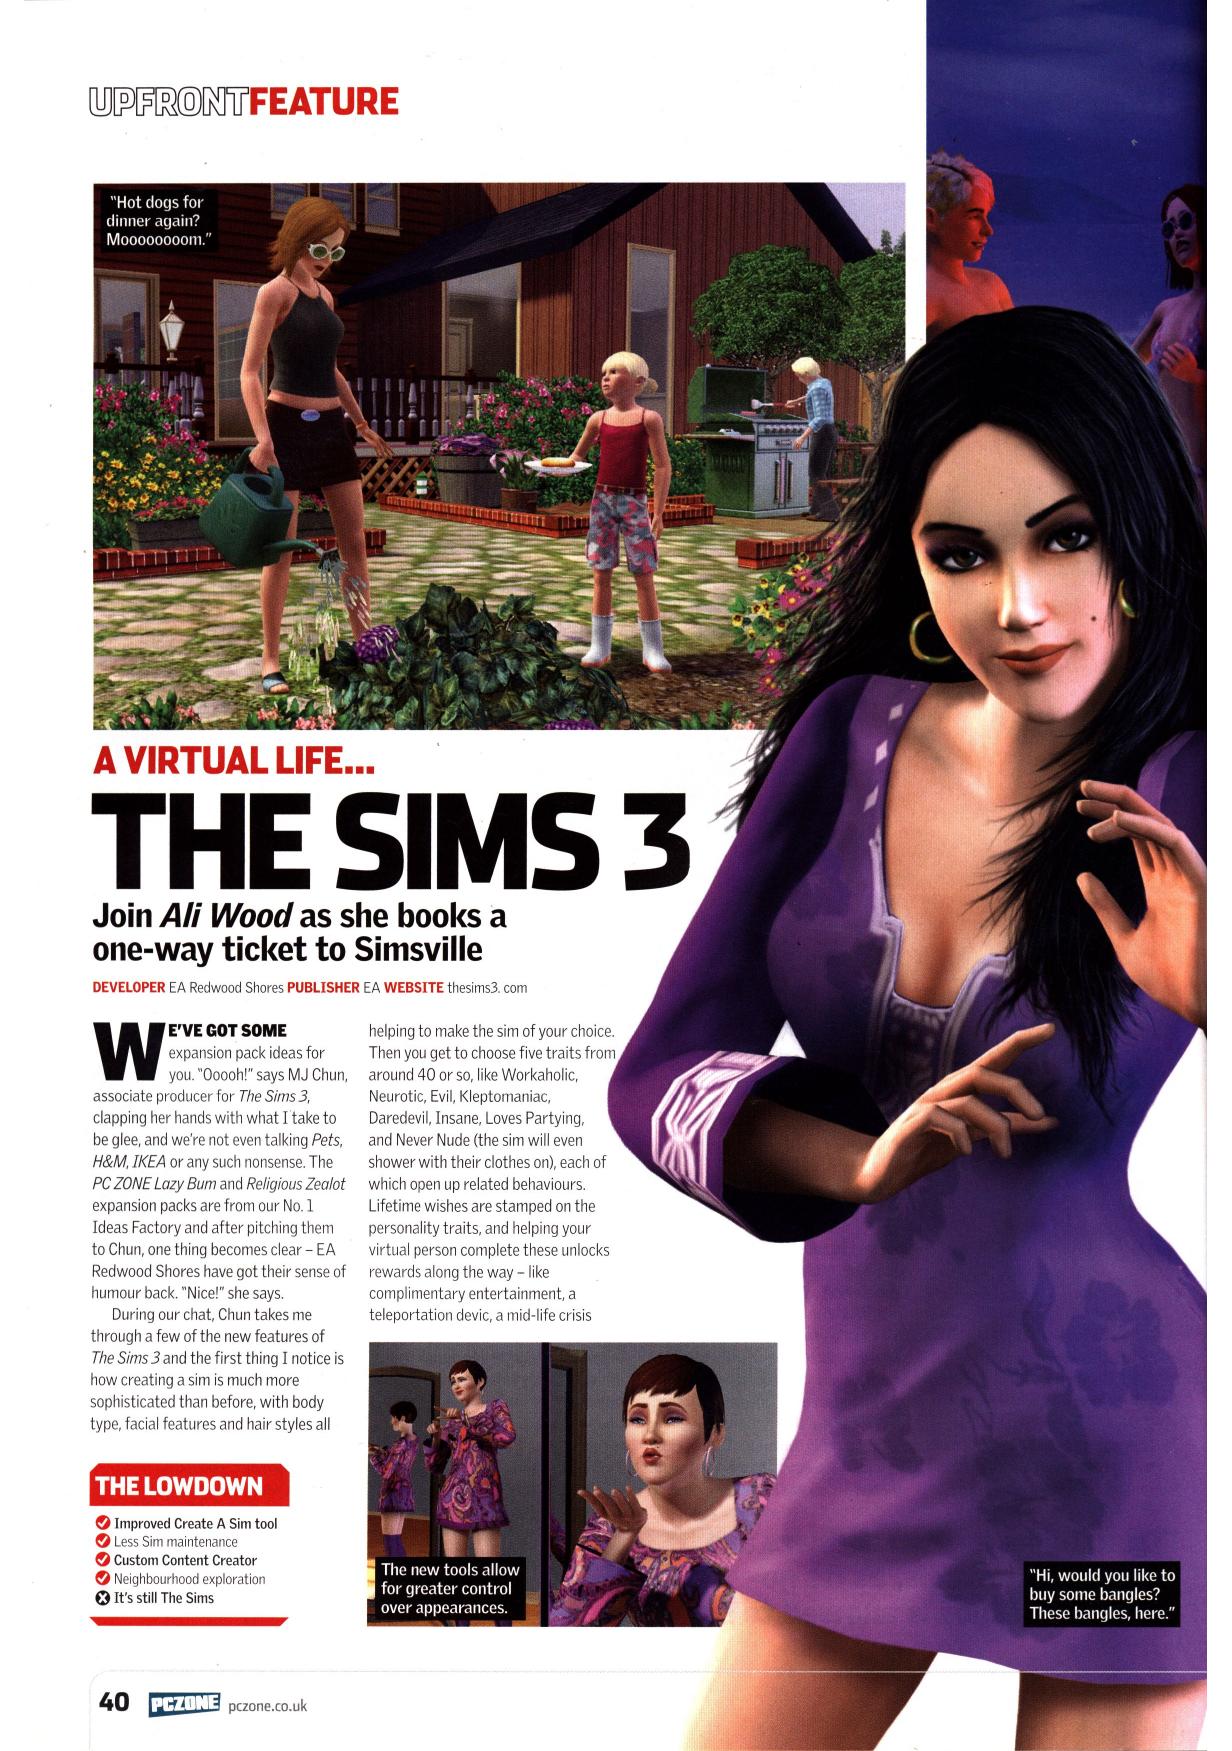 UPFRONTFEATURE
"Hot dogs for
dinner again?
Moooooooom."
A VIRTUAL LIFE...
THE SIMS 3
Join Ali Wood as she books a
one-way ticket to Simsville
DEVELOPER EA Redwood Shores PUBLISHER EA WEBSITE thesims3. com
WE'VE GOT SOME
expansion pack ideas for
you. "Ooooh!" says MJ Chun,
associate producer for The Sims 3,
clapping her hands with what I take to
be glee, and we're not even talking Pets,
H&M, IKEA or any such nonsense. The
PC ZONE Lazy Bum and Religious Zealot
expansion packs are from our No. 1
Ideas Factory and after pitching them
to Chun, one thing becomes clear – EA
Redwood Shores have got their sense of
humour back. "Nice!" she says.
During our chat, Chun takes me
through a few of the new features of
The Sims 3 and the first thing I notice is
how creating a sim is much more
sophisticated than before, with body
type, facial features and hair styles all
helping to make the sim of your choice.
Then you get to choose five traits from
around 40 or so, like Workaholic,
Neurotic, Evil, Kleptomaniac,
Daredevil, Insane, Loves Partying,
and Never Nude (the sim will even
shower with their clothes on), each of
which open up related behaviours.
Lifetime wishes are stamped on the
personality traits, and helping your
virtual person complete these unlocks
rewards along the way – like
complimentary entertainment, a
teleportation devic, a mid-life crisis
THE LOWDOWN
Improved Create A Sim tool
Less Sim maintenance
Custom Content Creator
Neighbourhood exploration
It's still The Sims
The new tools allow
for greater control
over appearances.
"Hi, would you like to
buy some bangles?
These bangles, here."
40 PCZONE pczone.co.uk